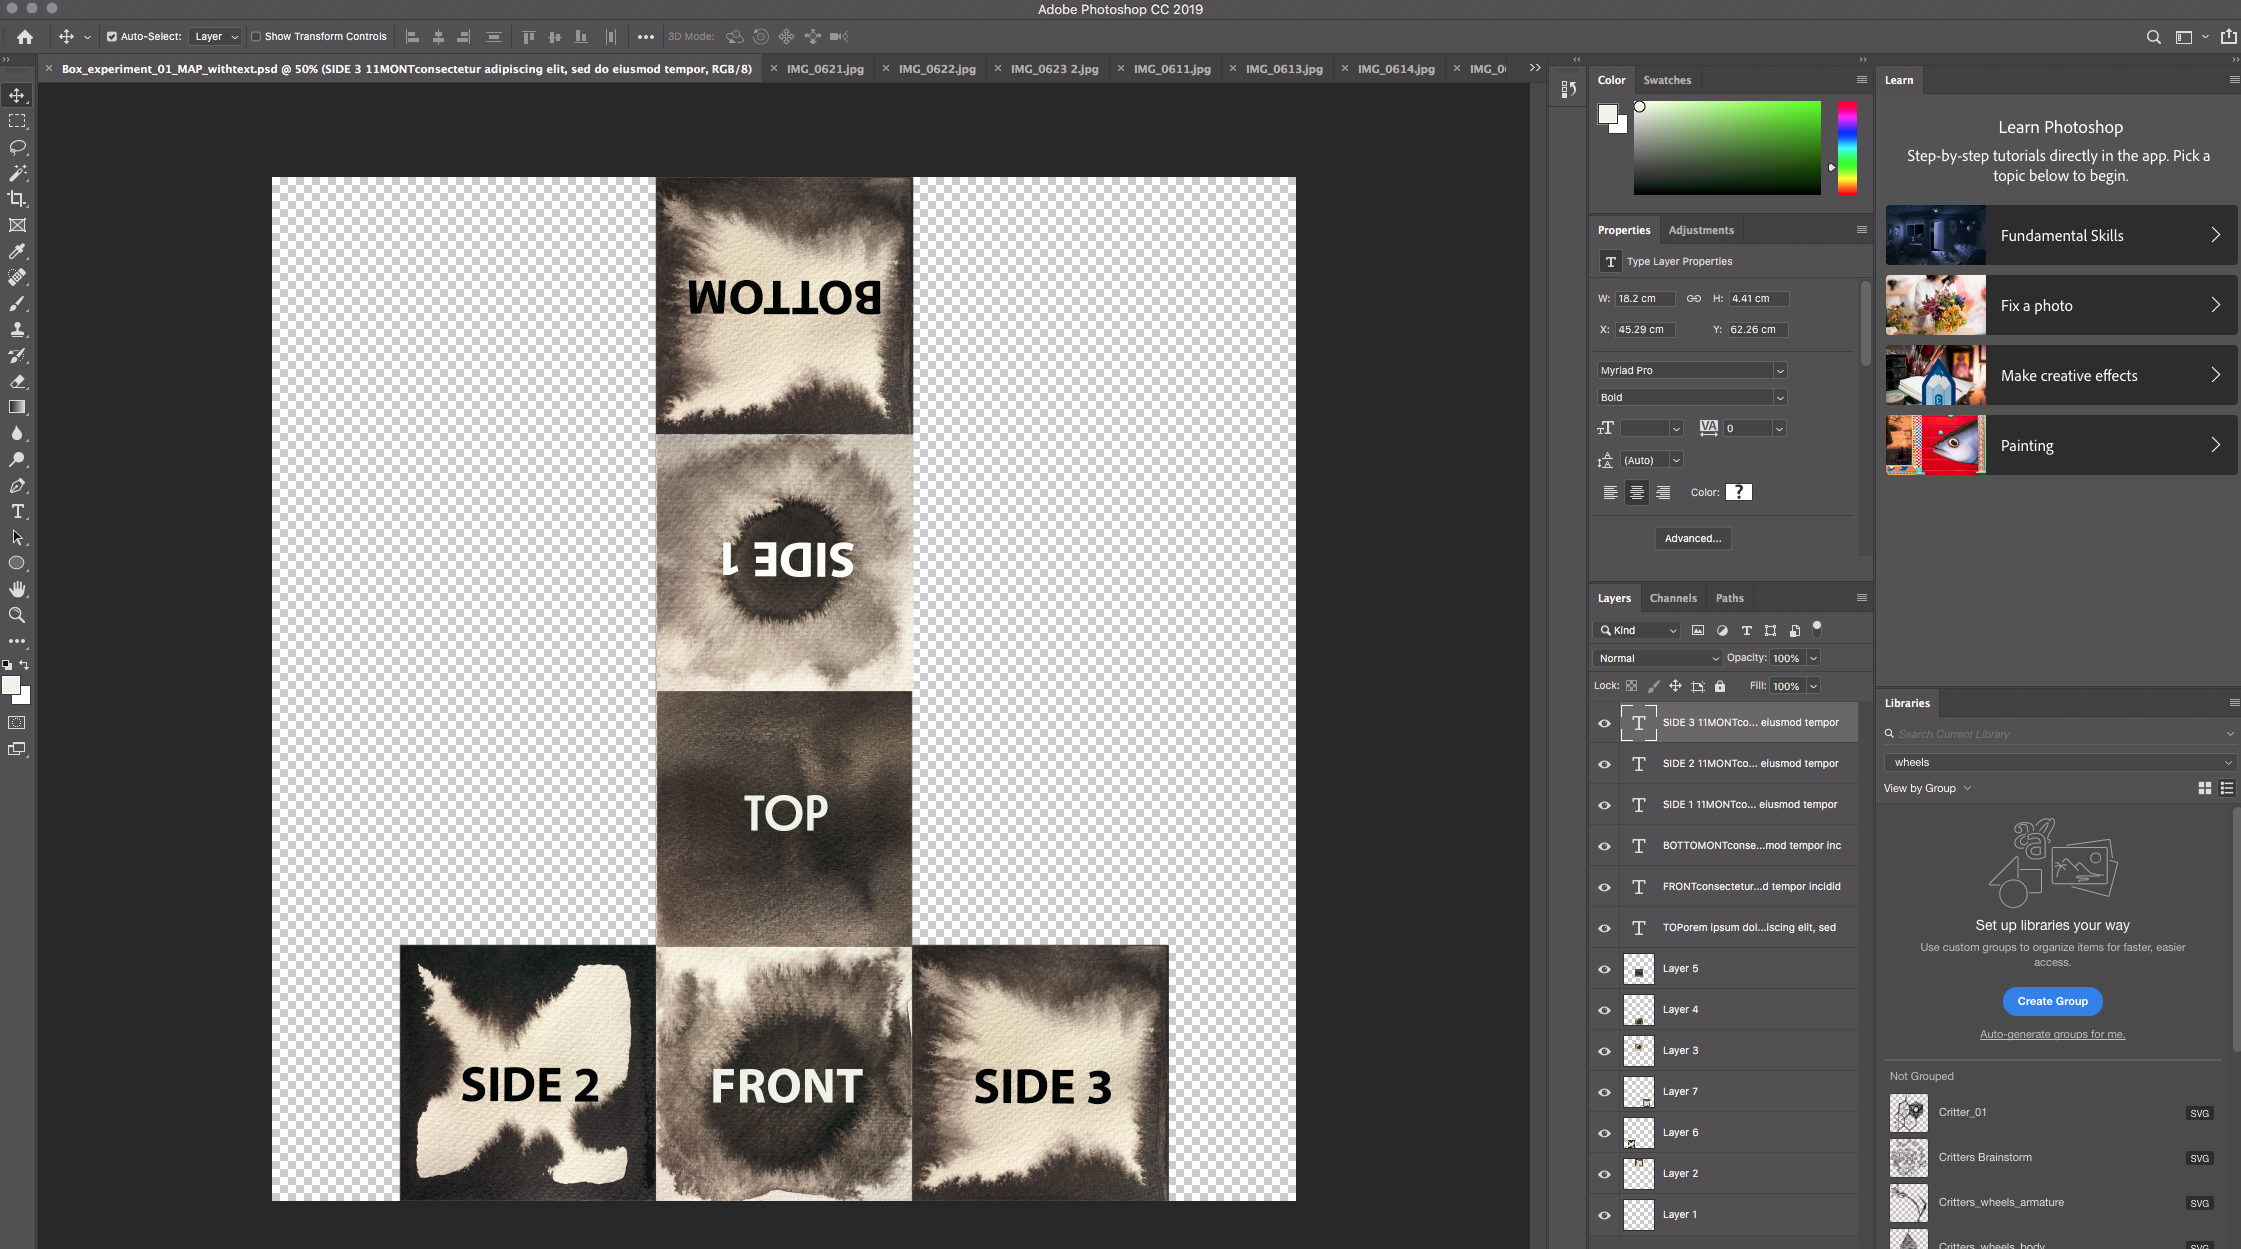 Adobe Photoshop CC 2019
Auto-Select: Layer Show Transform Controls 3D Mode:
Box_experiment_01_MAP_withtext.psd @ 50% (SIDE 3 11MONTconsectetur adipiscing elit, sed do eiusmod tempor, RGB/8) IMG_0621.jpg IMG_0622.jpg IMG_0623 2.jpg IMG_0611.jpg IMG_0613.jpg IMG_0614.jpg
BOTTOM
SIDE 1
TOP
SIDE 2 FRONT SIDE 3
Color Swatches
Properties Adjustments
T Type Layer Properties
W: 18.2 cm H: 4.41 cm
X: 45.29 cm Y: 62.26 cm
Myriad Pro
Bold
0
(Auto)
Color: ?
Advanced...
Layers Channels Paths
Kind
Normal Opacity: 100%
Lock: Fill: 100%
SIDE 3 11MONTco... eiusmod tempor
SIDE 2 11MONTco... eiusmod tempor
SIDE 1 11MONTco... eiusmod tempor
BOTTOMONTconse...mod tempor inc
FRONTconsectetur...d tempor incidid
TOPorem ipsum dol...iscing elit, sed
Layer 5
Layer 4
Layer 3
Layer 7
Layer 6
Layer 2
Layer 1
Learn
Learn Photoshop
Step-by-step tutorials directly in the app. Pick a
topic below to begin.
Fundamental Skills
Fix a photo
Make creative effects
Painting
Libraries
Search Current Library
wheels
View by Group
Set up libraries your way
Use custom groups to organize items for faster, easier
access.
Create Group
Auto-generate groups for me.
Not Grouped
Critter_01 SVG
Critters Brainstorm SVG
Critters_wheels_armature SVG
Critters_wheels_body SVG